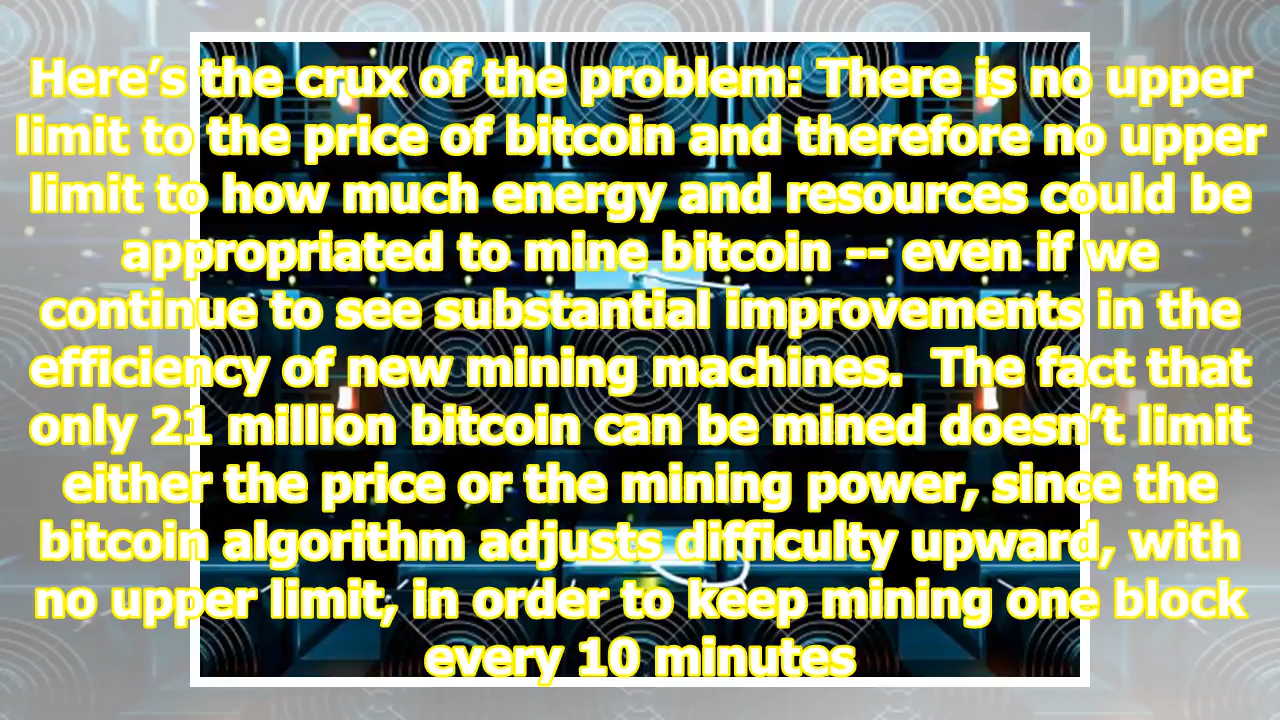 Here’s the crux of the problem: There is no upper
limit to the price of bitcoin and therefore no upper
limit to how much energy and resources could be
appropriated to mine bitcoin -- even if we
continue to see substantial improvements in the
efficiency of new mining machines.  The fact that
only 21 million bitcoin can be mined doesn’t limit
either the price or the mining power, since the
bitcoin algorithm adjusts difficulty upward, with
no upper limit, in order to keep mining one block
every 10 minutes